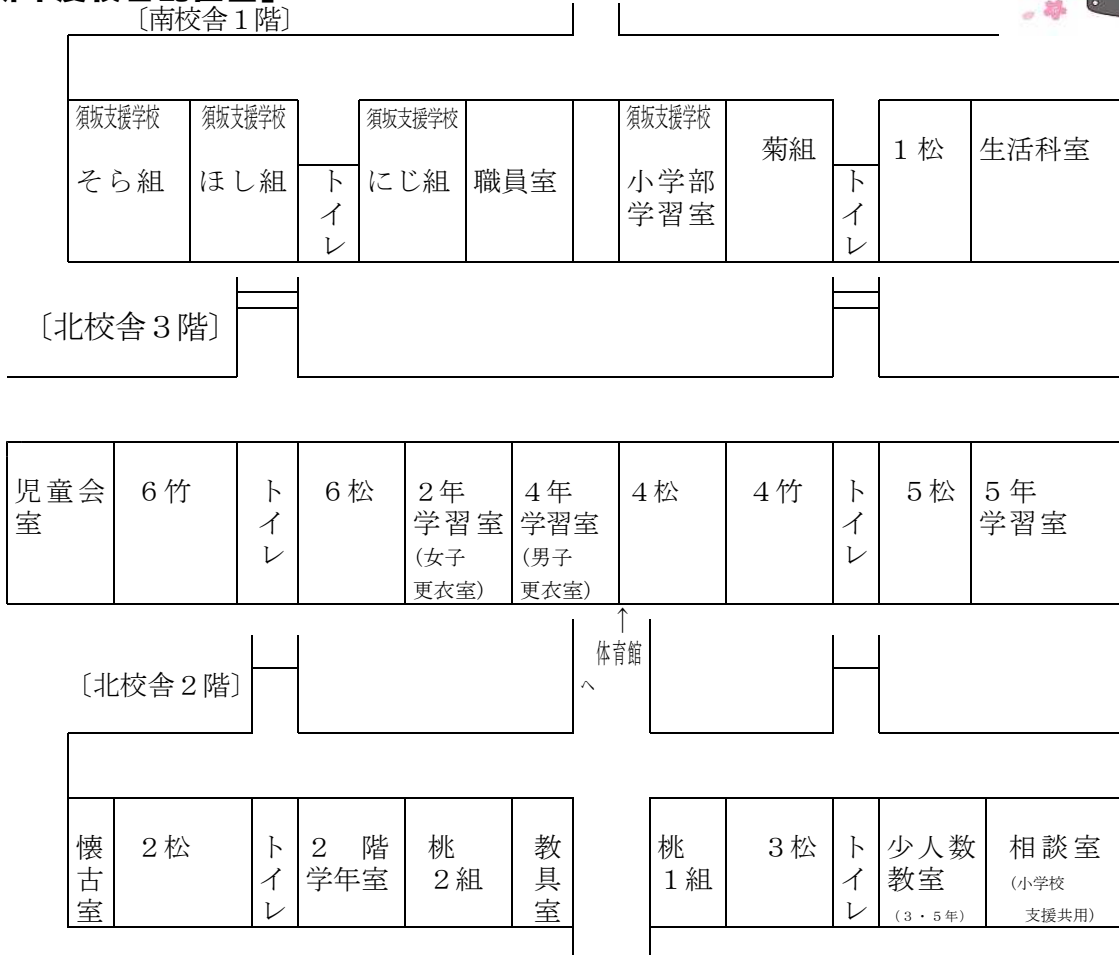 〔南校舎１階〕
須坂支援学校
そら組
須坂支援学校
ほし組
トイレ
須坂支援学校
にじ組
職員室
須坂支援学校
小学部
学習室
菊組
トイレ
１松
生活科室
〔北校舎３階〕
児童会
室
６竹
トイレ
６松
２年
学習室
(女子
更衣室)
４年
学習室
(男子
更衣室)
４松
４竹
トイレ
５松
５年
学習室
↑
体育館
へ
〔北校舎２階〕
懐古室
２松
トイレ
２　階
学年室
桃
２組
教具室
桃
１組
３松
トイレ
少人数
教室
(３・５年)
相談室
(小学校
支援共用)